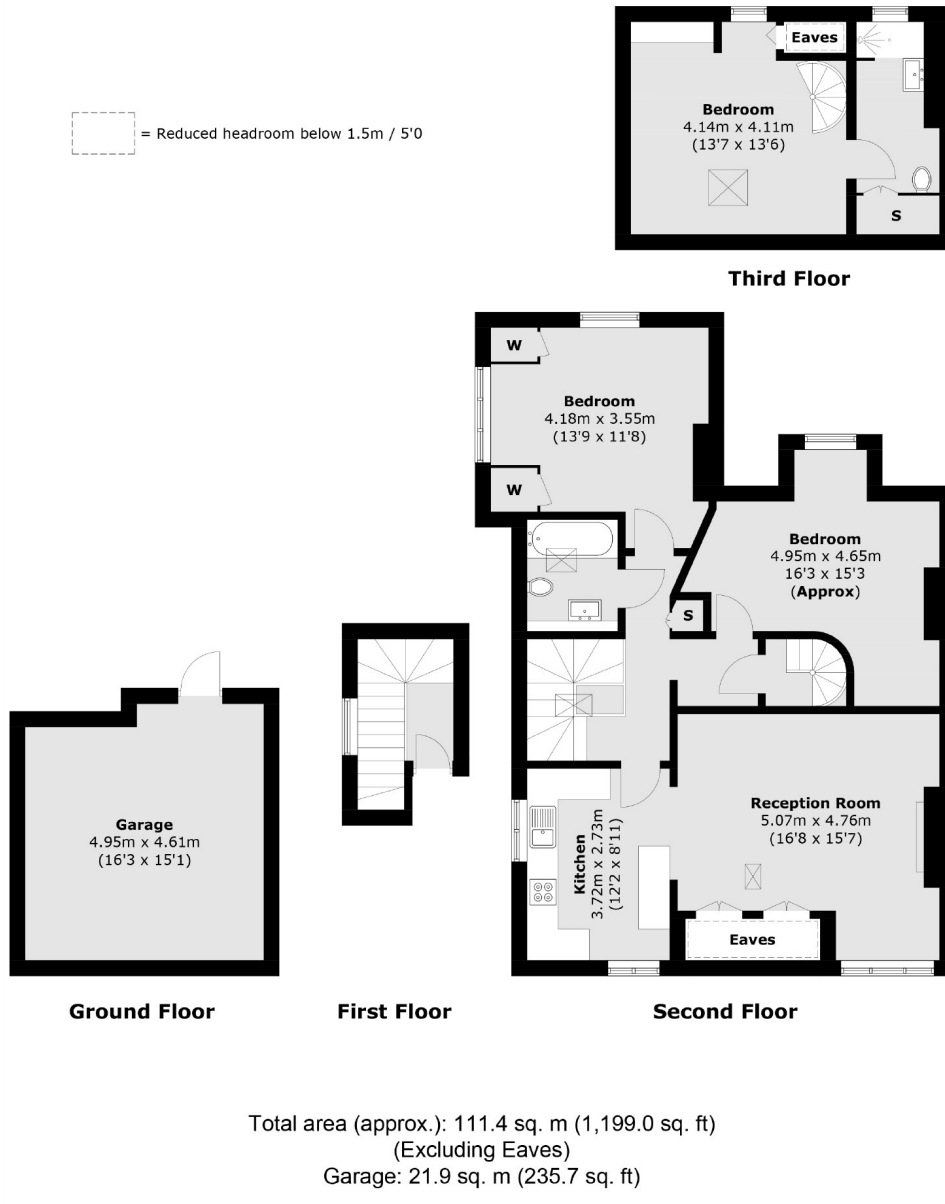 Eaves
Bedroom
4.14m x 4.11m
(13'7 x 13'6)
S
= Reduced headroom below 1.5m / 5'0
Third Floor
W
Bedroom
4.18m x 3.55m
(13'9 x 11'8)
W
Bedroom
4.95m x 4.65m
16'3 x 15'3
(Approx)
S
Garage
4.95m x 4.61m
(16'3 x 15'1)
Kitchen
3.72m x 2.73m
(12'2 x 8'11)
Reception Room
5.07m x 4.76m
(16'8 x 15'7)
Eaves
Ground Floor
First Floor
Second Floor
Total area (approx.): 111.4 sq. m (1,199.0 sq. ft)
(Excluding Eaves)
Garage: 21.9 sq. m (235.7 sq. ft)